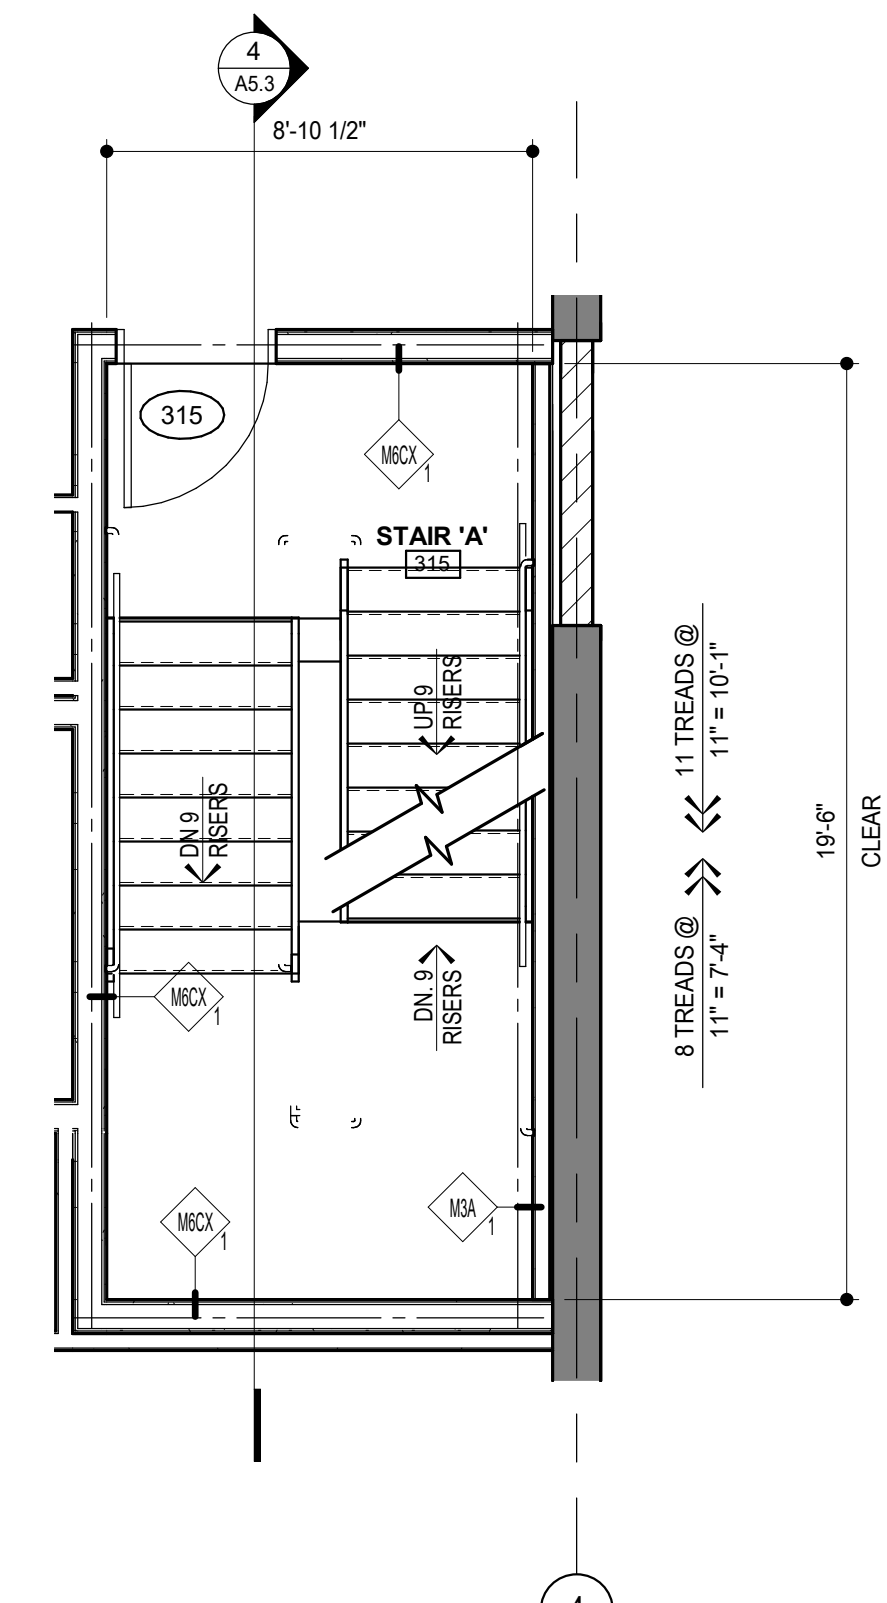 4
A5.3
8'-10 1/2"
315
M6CX
1
STAIR 'A'
315
UP 9
RISERS
DN 9
RISERS
11 TREADS @
11" = 10'-1"
19'-6"
CLEAR
8 TREADS @
11" = 7'-4"
DN. 9
RISERS
M6CX
1
M6CX
1
M3A
1